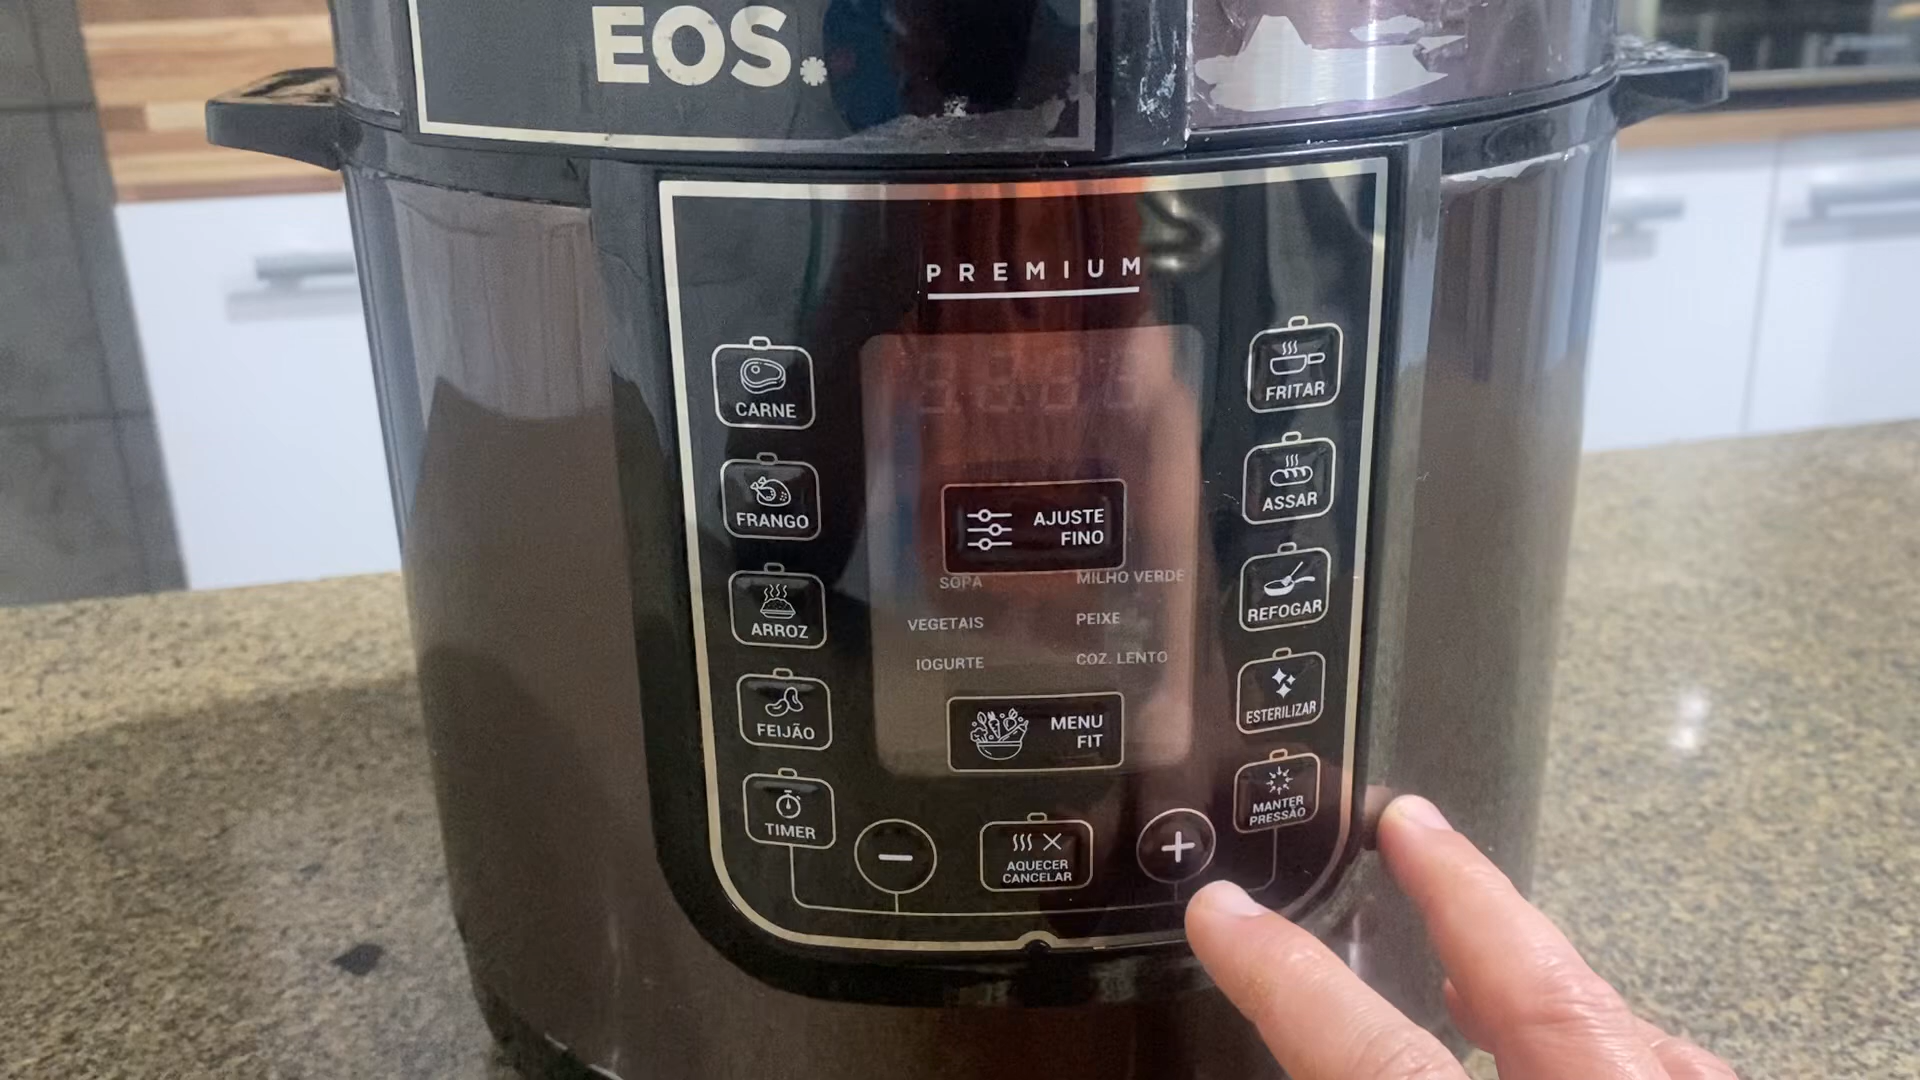 EOS.
PREMIUM
CARNE
FRITAR
FRANGO
ASSAR
AJUSTE
FINO
SOPA
MILHO VERDE
ARROZ
VEGETAIS
PEIXE
REFOGAR
IOGURTE
COZ. LENTO
FEIJÃO
MENU
FIT
ESTERILIZAR
TIMER
−
AQUECER
CANCELAR
+
MANTER
PRESSÃO